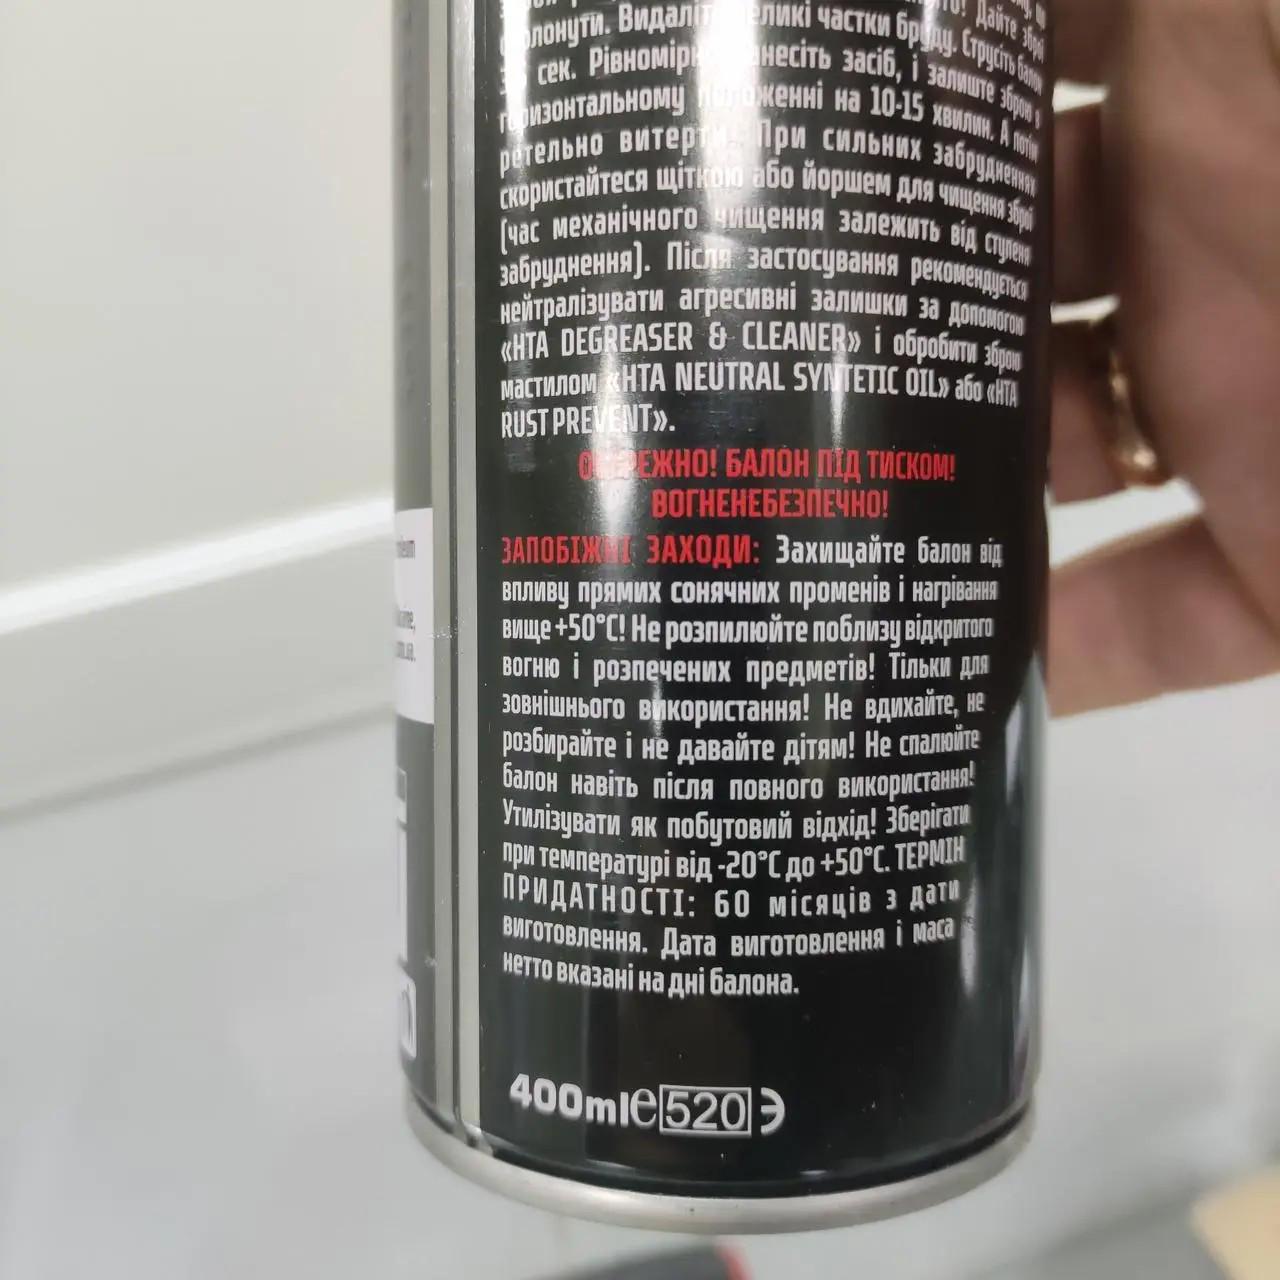 Дайте зброї
Видаліть великі частки бруду. Струсіть балон
сек. Рівномірно нанесіть засіб, і залиште зброю в
горизонтальному положенні на 10-15 хвилин. А потім
ретельно витерти! При сильних забрудненнях
скористайтеся щіткою або йоршем для чищення зброї
(час механічного чищення залежить від ступеня
забруднення). Після застосування рекомендується
нейтралізувати агресивні залишки за допомогою
«HTA DEGREASER & CLEANER» і обробити зброю
мастилом «HTA NEUTRAL SYNTETIC OIL» або «HTA
RUST PREVENT».
ОБЕРЕЖНО! БАЛОН ПІД ТИСКОМ!
ВОГНЕНЕБЕЗПЕЧНО!
ЗАПОБІЖНІ ЗАХОДИ: Захищайте балон від
впливу прямих сонячних променів і нагрівання
вище +50°C! Не розпилюйте поблизу відкритого
вогню і розпечених предметів! Тільки для
зовнішнього використання! Не вдихайте, не
розбирайте і не давайте дітям! Не спалюйте
балон навіть після повного використання!
Утилізувати як побутовий відхід! Зберігати
при температурі від -20°C до +50°C. ТЕРМІН
ПРИДАТНОСТІ: 60 місяців з дати
виготовлення. Дата виготовлення і маса
нетто вказані на дні балона.
400ml e 520 Э